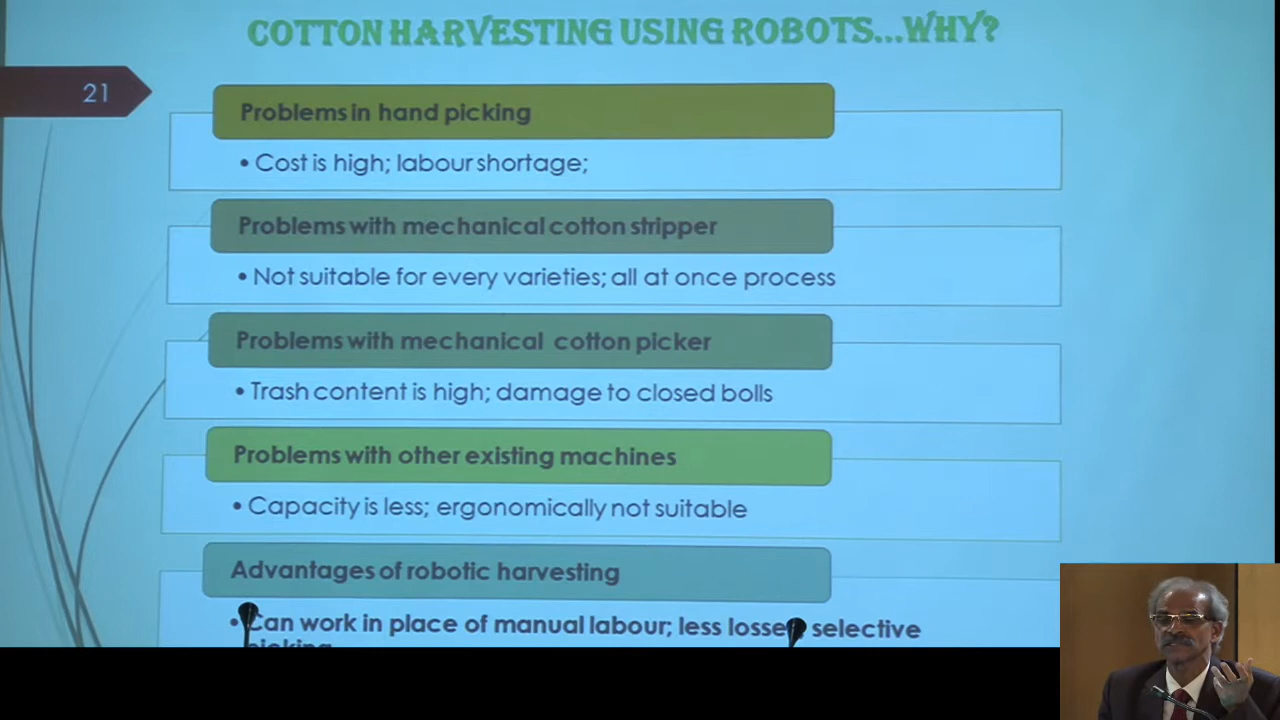 COTTON HARVESTING USING ROBOTS...WHY?
21
Problems in hand picking
• Cost is high; labour shortage;
Problems with mechanical cotton stripper
• Not suitable for every varieties; all at once process
Problems with mechanical cotton picker
• Trash content is high; damage to closed bolls
Problems with other existing machines
• Capacity is less; ergonomically not suitable
Advantages of robotic harvesting
• Can work in place of manual labour; less losses; selective
picking